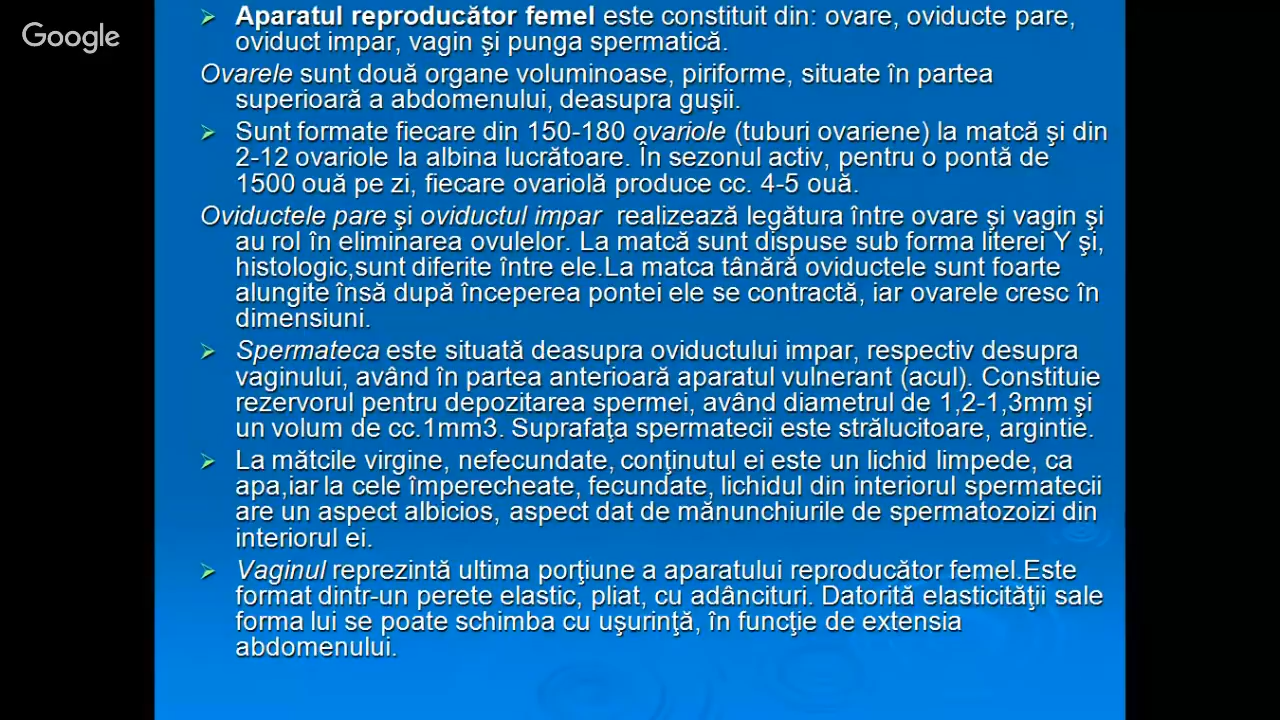 Google
➢ Aparatul reproducător femel este constituit din: ovare, oviducte pare,
oviduct impar, vagin şi punga spermatică.
Ovarele sunt două organe voluminoase, piriforme, situate în partea
superioară a abdomenului, deasupra guşii.
➢ Sunt formate fiecare din 150-180 ovariole (tuburi ovariene) la matcă şi din
2-12 ovariole la albina lucrătoare. În sezonul activ, pentru o pontă de
1500 ouă pe zi, fiecare ovariolă produce cc. 4-5 ouă.
Oviductele pare şi oviductul impar realizează legătura între ovare şi vagin şi
au rol în eliminarea ovulelor. La matcă sunt dispuse sub forma literei Y şi,
histologic,sunt diferite între ele.La matca tânără oviductele sunt foarte
alungite însă după începerea pontei ele se contractă, iar ovarele cresc în
dimensiuni.
➢ Spermateca este situată deasupra oviductului impar, respectiv desupra
vaginului, având în partea anterioară aparatul vulnerant (acul). Constituie
rezervorul pentru depozitarea spermei, având diametrul de 1,2-1,3mm şi
un volum de cc.1mm3. Suprafaţa spermatecii este strălucitoare, argintie.
➢ La mătcile virgine, nefecundate, conţinutul ei este un lichid limpede, ca
apa,iar la cele împerecheate, fecundate, lichidul din interiorul spermatecii
are un aspect albicios, aspect dat de mănunchiurile de spermatozoizi din
interiorul ei.
➢ Vaginul reprezintă ultima porţiune a aparatului reproducător femel.Este
format dintr-un perete elastic, pliat, cu adâncituri. Datorită elasticităţii sale
forma lui se poate schimba cu uşurinţă, în funcţie de extensia
abdomenului.